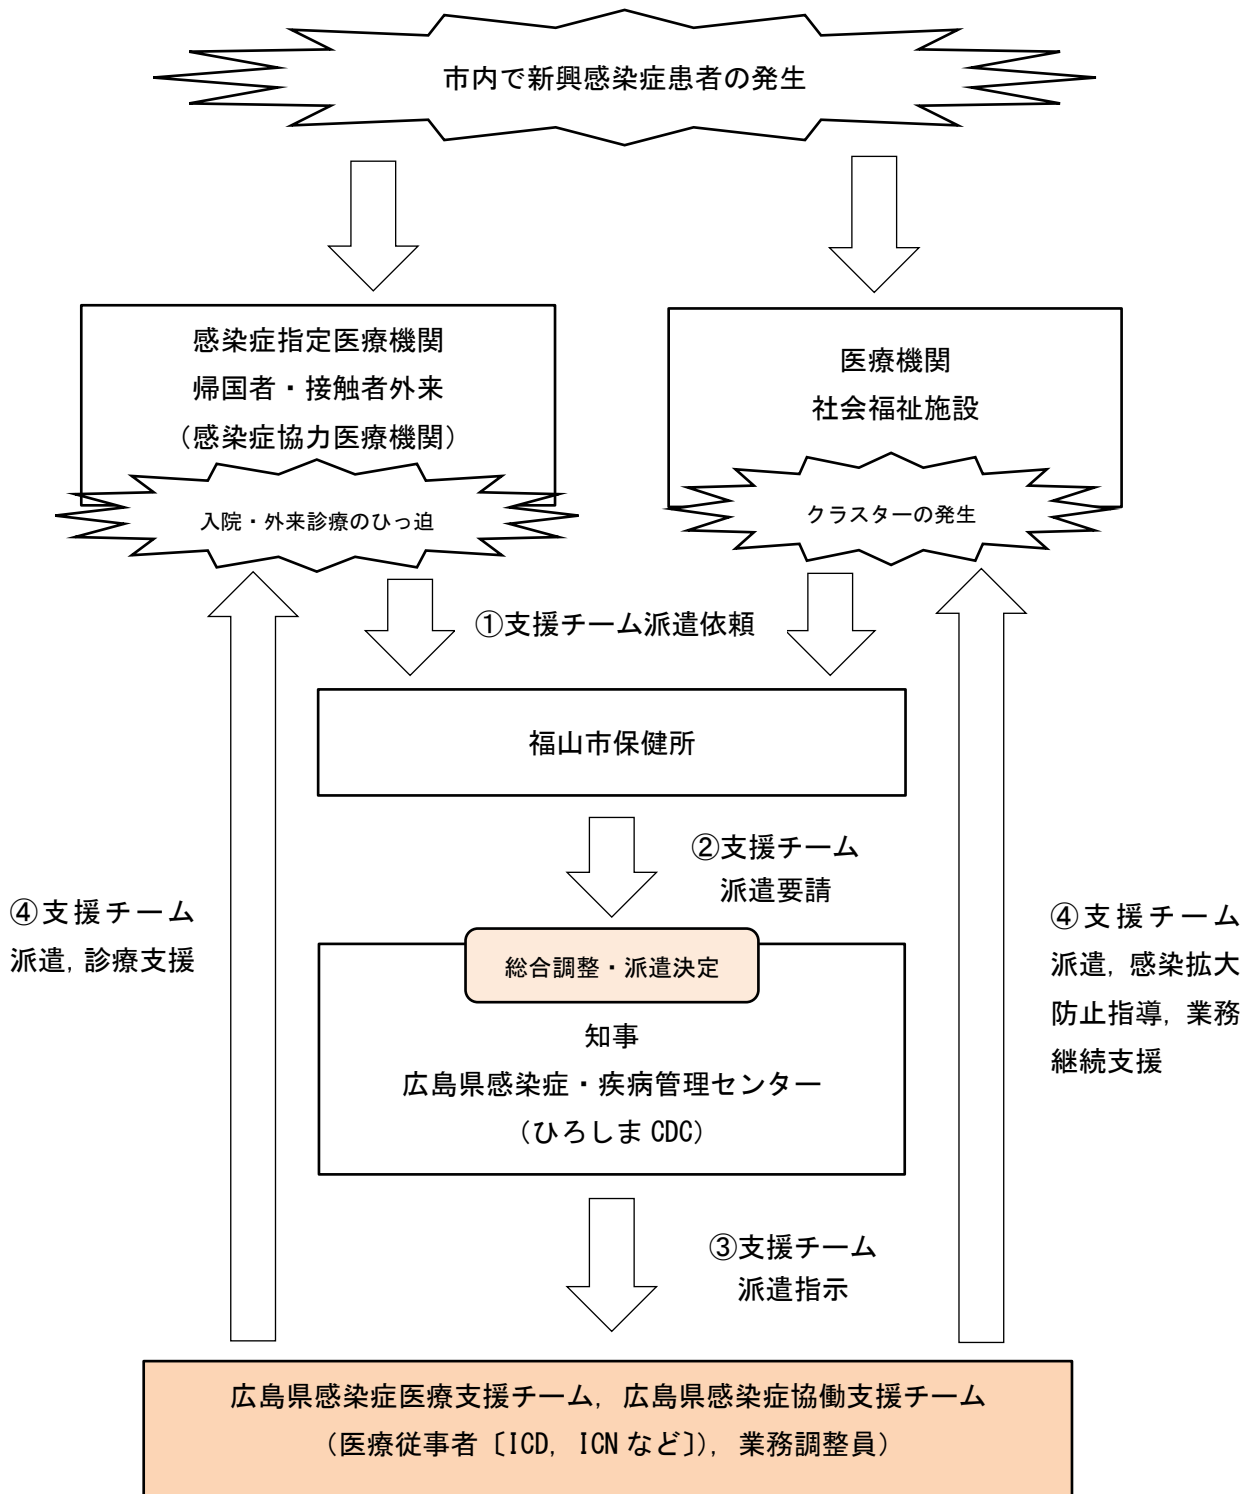 市内で新興感染症患者の発生
感染症指定医療機関
帰国者・接触者外来
（感染症協力医療機関）
入院・外来診療のひっ迫
医療機関
社会福祉施設
クラスターの発生
①支援チーム派遣依頼
福山市保健所
②支援チーム
派遣要請
④支援チーム
派遣，診療支援
④支援チーム
派遣，感染拡大
防止指導，業務
継続支援
総合調整・派遣決定
知事
広島県感染症・疾病管理センター
（ひろしま CDC）
③支援チーム
派遣指示
広島県感染症医療支援チーム，広島県感染症協働支援チーム
（医療従事者〔ICD，ICN など〕），業務調整員）